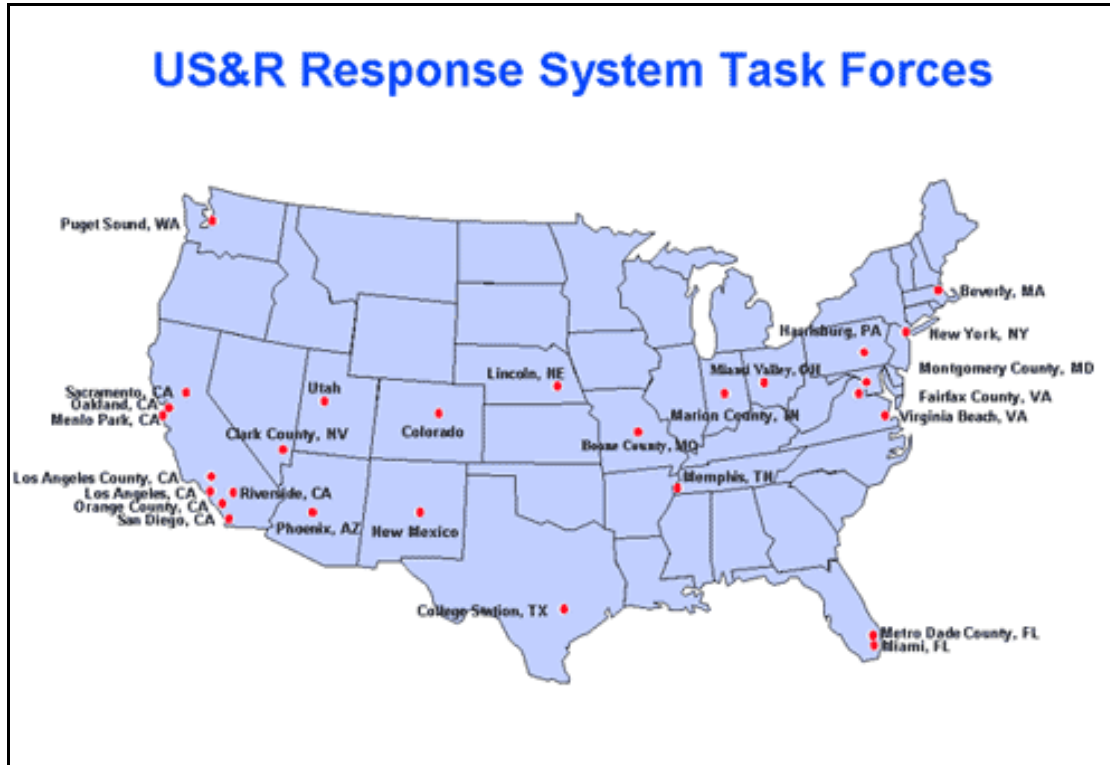 US&R Response System Task Forces
Puget Sound, WA
Beverly, MA
Harrisburg, PA
New York, NY
Lincoln, NE
Miami Valley, OH
Montgomery County, MD
Utah
Sacramento, CA
Fairfax County, VA
Oakland, CA
Menlo Park, CA
Marion County, IN
Virginia Beach, VA
Clark County, NV
Colorado
Boone County, MO
Los Angeles County, CA
Memphis, TN
Los Angeles, CA
Riverside, CA
Orange County, CA
San Diego, CA
Phoenix, AZ
New Mexico
College Station, TX
Metro Dade County, FL
Miami, FL